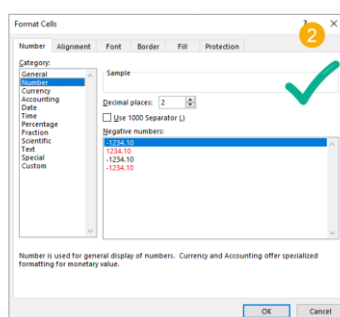 Format Cells
?
×
2
Number Alignment Font Border Fill Protection
Category:
General
Number
Currency
Accounting
Date
Time
Percentage
Fraction
Scientific
Text
Special
Custom
Sample
Decimal places: 2
Use 1000 Separator (,)
Negative numbers:
-1234.10
1234.10
-1234.10
-1234.10
Number is used for general display of numbers. Currency and Accounting offer specialized
formatting for monetary value.
OK Cancel